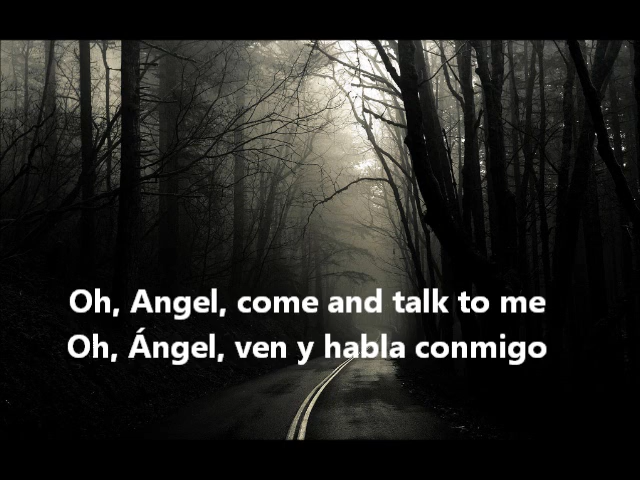 Oh, Angel, come and talk to me
Oh, Ángel, ven y habla conmigo